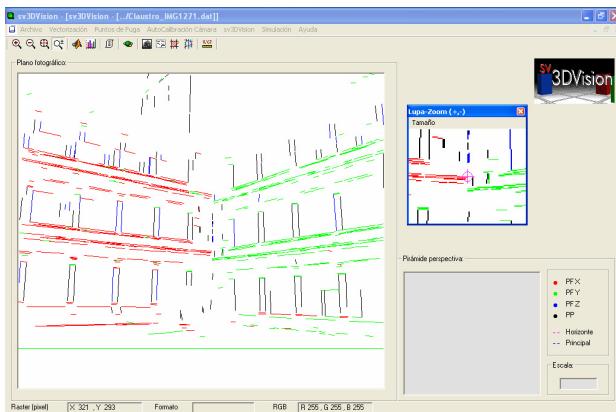 sv3DVision - [sv3DVision - [../Claustro_IMG1271.dat]]
Archivo Vectorización Puntos de Fuga AutoCalibración Cámara sv3DVision Simulación Ayuda
Plano fotográfico:
SV
3DVision
Lupa-Zoom (+,-)
Tamaño
Pirámide perspectiva:
PFX
PFY
PFZ
PP
Horizonte
Principal
Escala:
Raster (pixel) X 321 , Y 293 Formato RGB R 255 , G 255 , B 255